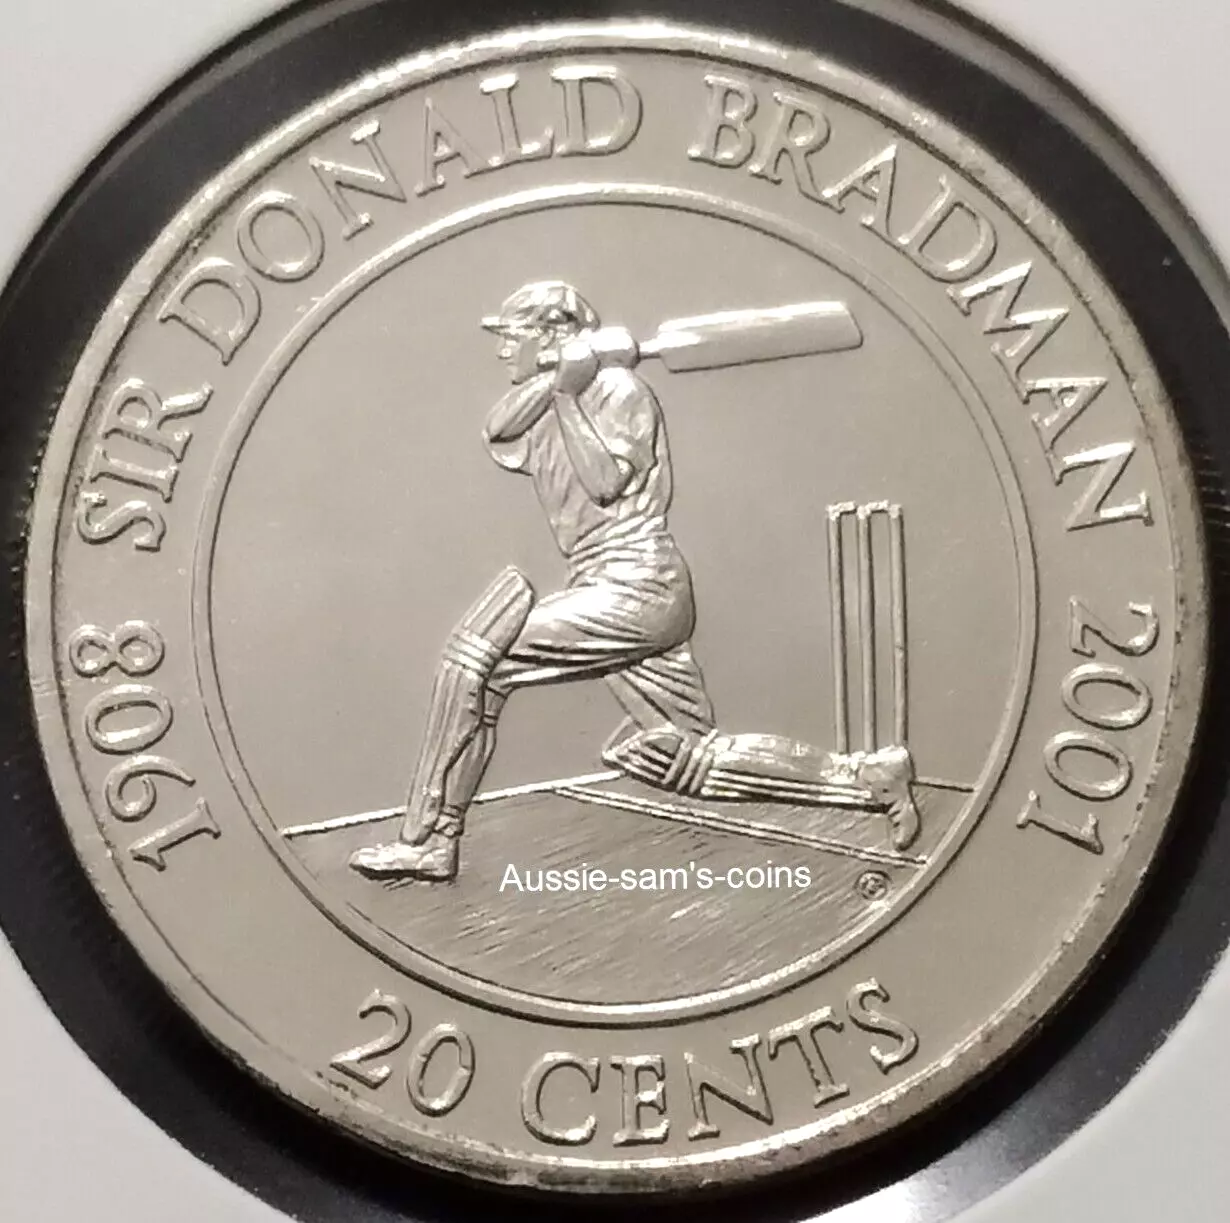 1908 SIR DONALD BRADMAN 2001
Aussie-sam's-coins
20 CENTS